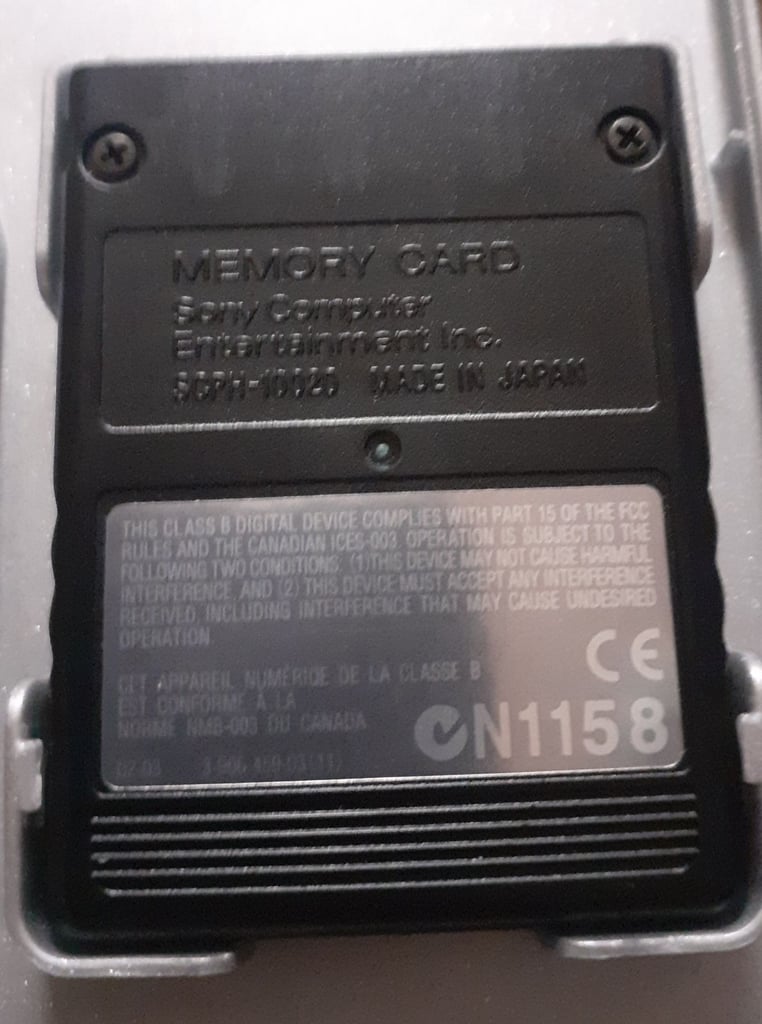 MEMORY CARD
Sony Computer
Entertainment Inc.
SCPH-10020 MADE IN JAPAN
THIS CLASS B DIGITAL DEVICE COMPLIES WITH PART 15 OF THE FCC
RULES AND THE CANADIAN ICES-003. OPERATION IS SUBJECT TO THE
FOLLOWING TWO CONDITIONS: (1) THIS DEVICE MAY NOT CAUSE HARMFUL
INTERFERENCE, AND (2) THIS DEVICE MUST ACCEPT ANY INTERFERENCE
RECEIVED, INCLUDING INTERFERENCE THAT MAY CAUSE UNDESIRED
OPERATION.
CET APPAREIL NUMÉRIQUE DE LA CLASSE B
EST CONFORME À LA
NORME NMB-003 DU CANADA
CE
N1158